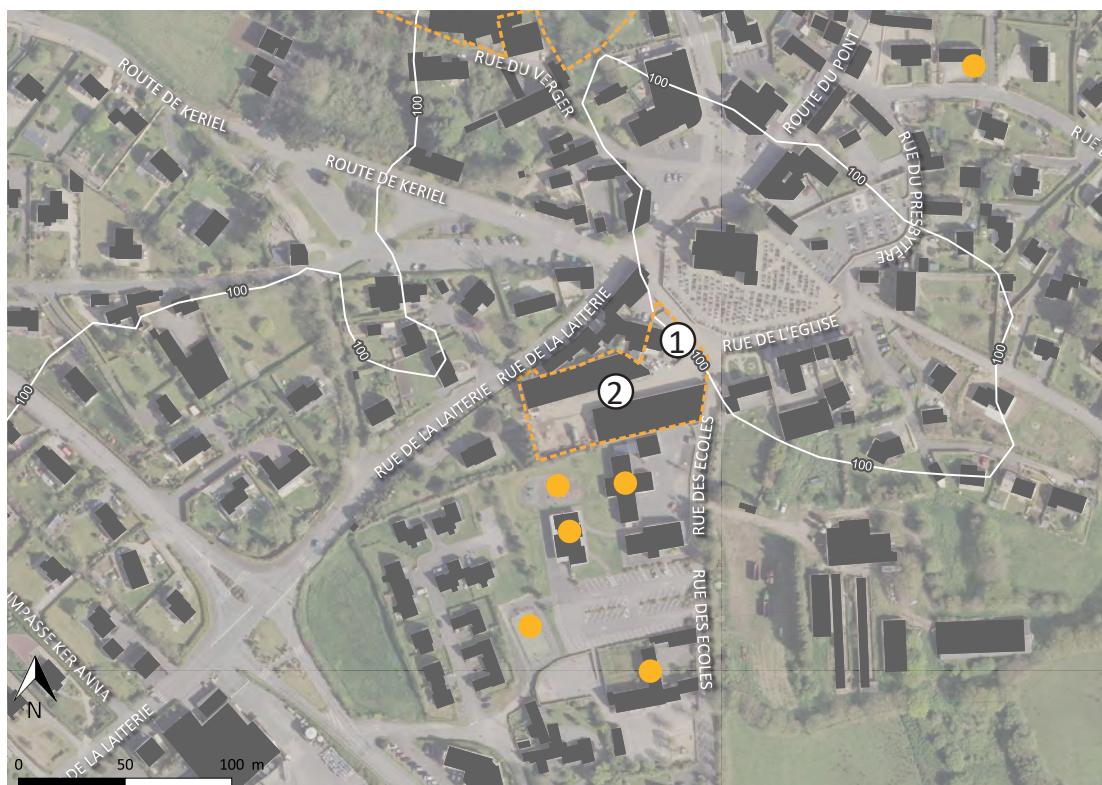 ROUTE DE KERIEL
RUE DU VERGER
100
100
ROUTE DU PONT
ROUTE DE KERIEL
100
RUE DU PRESBYTÈRE
100
RUE DE LA LAITERIE
RUE DE L'EGLISE
1
100
100
100
100
2
RUE DE LA LAITERIE
100
RUE DES ECOLES
RUE DES ECOLES
IMPASSE KER ANNA
N
DE LA LAITERIE
0 50 100 m